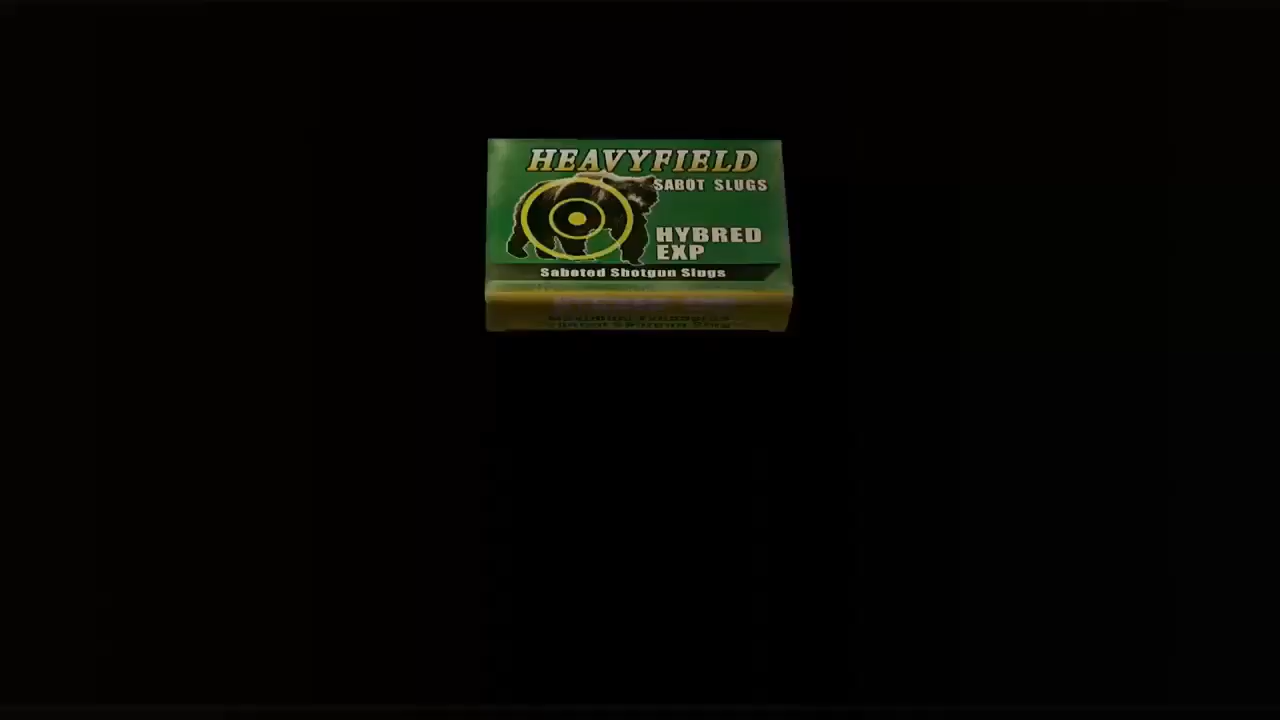 HEAVYFIELD
SABOT SLUGS
HYBRED
EXP
Saboted Shotgun Slugs